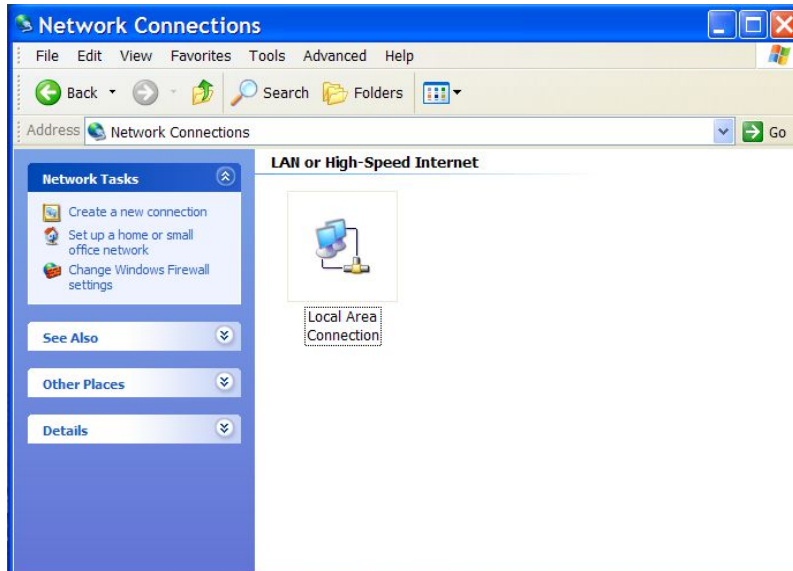 Network Connections
File Edit View Favorites Tools Advanced Help
Back Search Folders
Address Network Connections Go
Network Tasks
Create a new connection
Set up a home or small
office network
Change Windows Firewall
settings
See Also
Other Places
Details
LAN or High-Speed Internet
Local Area
Connection